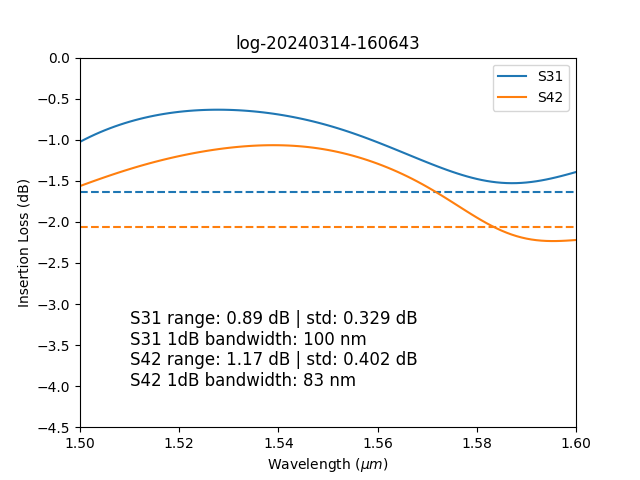 log-20240314-160643
0.0
−0.5
−1.0
−1.5
−2.0
−2.5
−3.0
−3.5
−4.0
−4.5
Insertion Loss (dB)
S31
S42
S31 range: 0.89 dB | std: 0.329 dB
S31 1dB bandwidth: 100 nm
S42 range: 1.17 dB | std: 0.402 dB
S42 1dB bandwidth: 83 nm
1.50 1.52 1.54 1.56 1.58 1.60
Wavelength (μm)